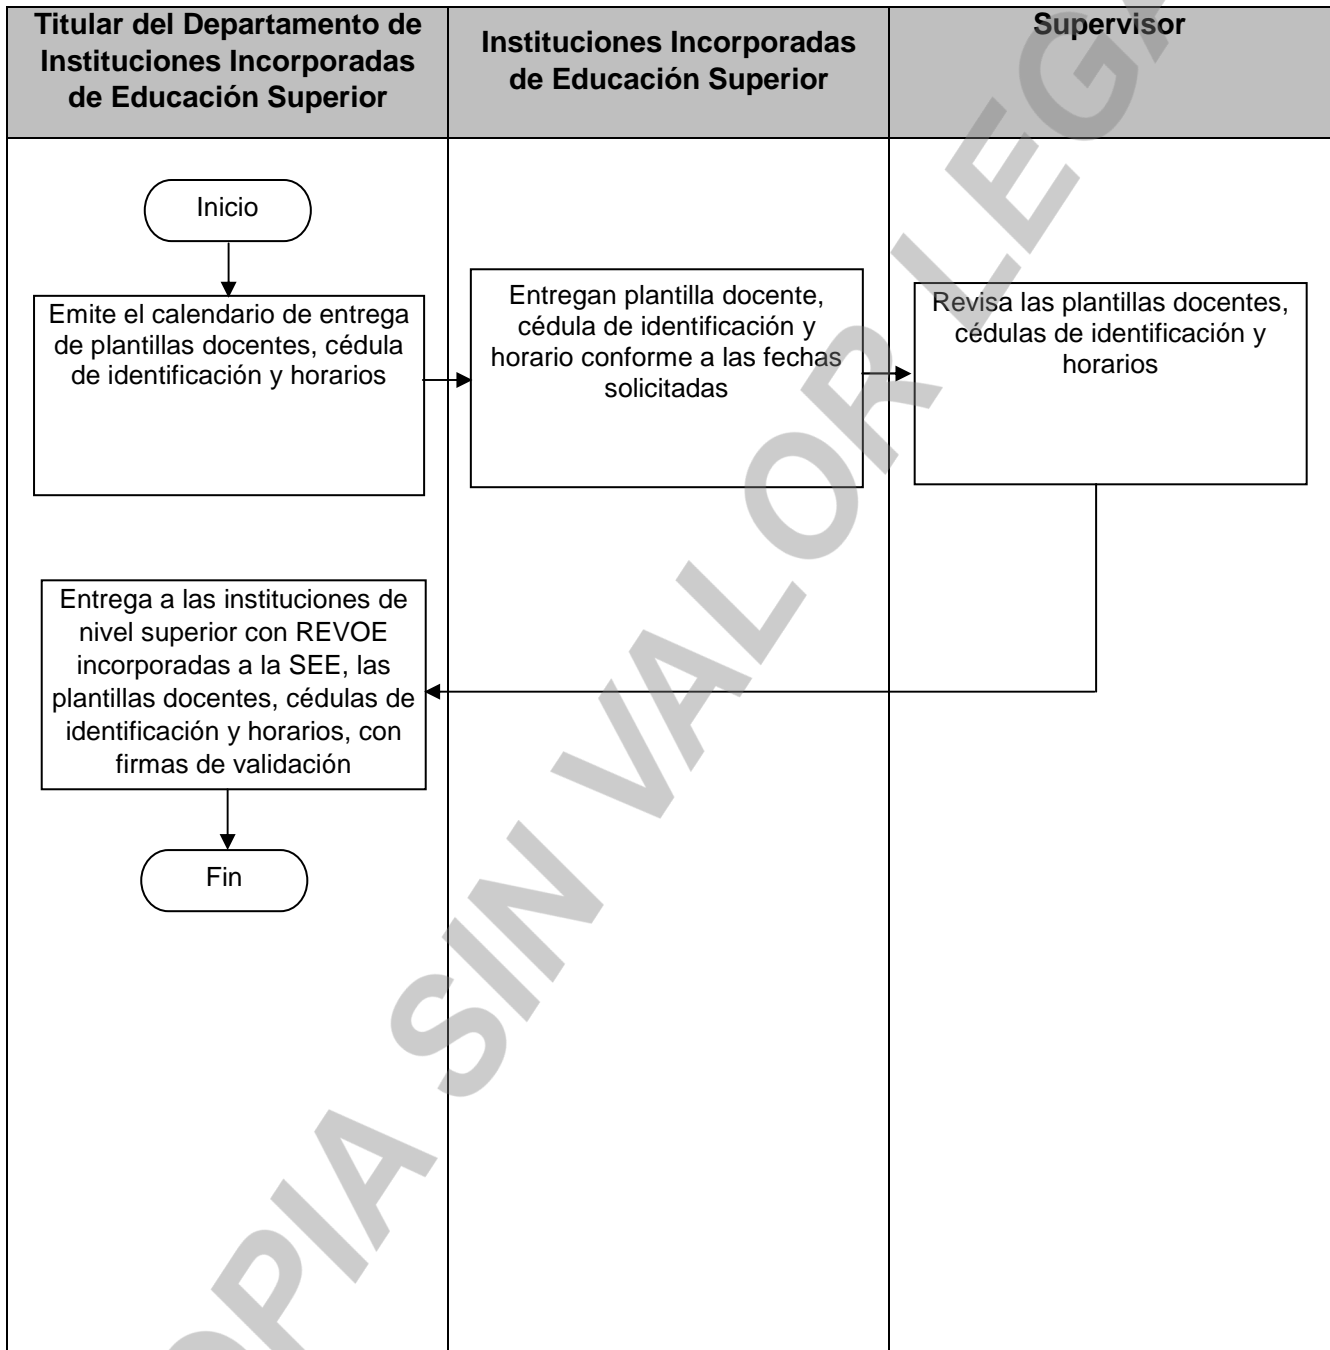 Titular del Departamento de
Instituciones Incorporadas
de Educación Superior
Instituciones Incorporadas
de Educación Superior
Supervisor
Inicio
Emite el calendario de entrega
de plantillas docentes, cédula
de identificación y horarios
Entregan plantilla docente,
cédula de identificación y
horario conforme a las fechas
solicitadas
Revisa las plantillas docentes,
cédulas de identificación y
horarios
Entrega a las instituciones de
nivel superior con REVOE
incorporadas a la SEE, las
plantillas docentes, cédulas de
identificación y horarios, con
firmas de validación
Fin
OPIA SIN VALOR LEGA